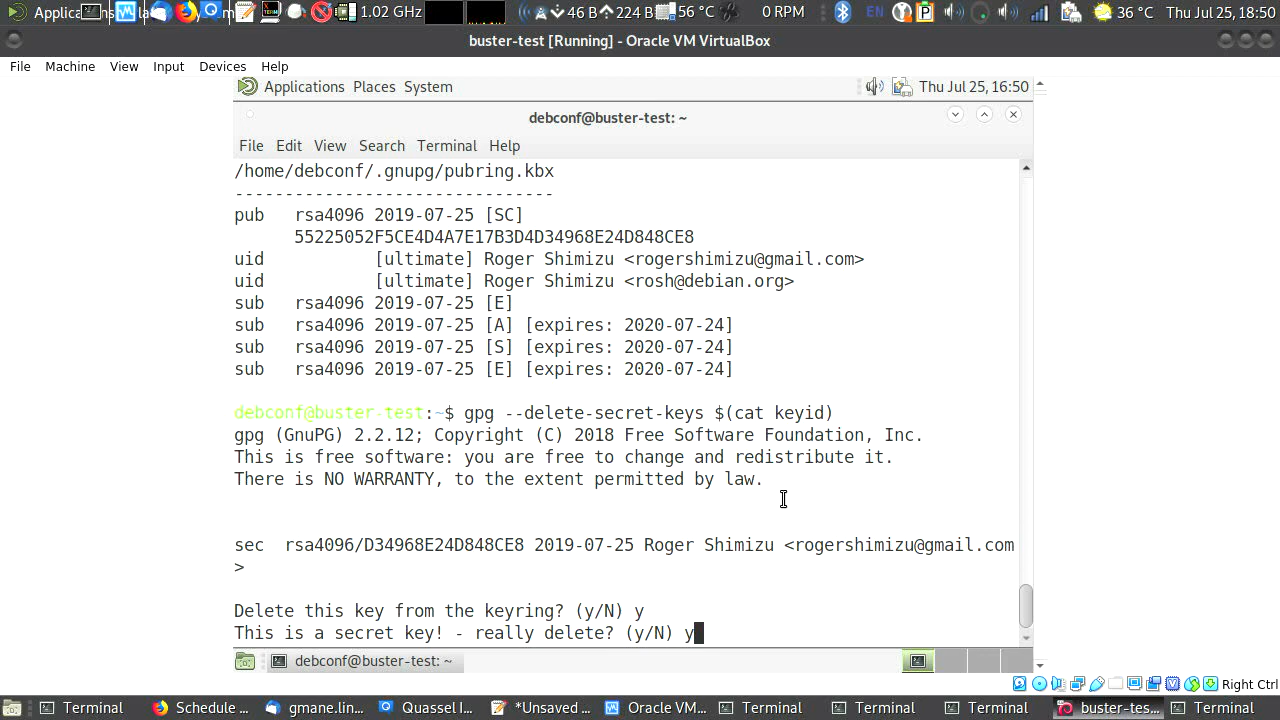 Applications
1.02 GHz
46 B
224 B
56 °C
0 RPM
EN
36 °C
Thu Jul 25, 18:50
buster-test [Running] - Oracle VM VirtualBox
File Machine View Input Devices Help
Applications Places System
Thu Jul 25, 16:50
debconf@buster-test: ~
File Edit View Search Terminal Help
/home/debconf/.gnupg/pubring.kbx
--------------------------------
pub rsa4096 2019-07-25 [SC]
55225052F5CE4D4A7E17B3D4D34968E24D848CE8
uid [ultimate] Roger Shimizu <rogershimizu@gmail.com>
uid [ultimate] Roger Shimizu <rosh@debian.org>
sub rsa4096 2019-07-25 [E]
sub rsa4096 2019-07-25 [A] [expires: 2020-07-24]
sub rsa4096 2019-07-25 [S] [expires: 2020-07-24]
sub rsa4096 2019-07-25 [E] [expires: 2020-07-24]
debconf@buster-test:~$ gpg --delete-secret-keys $(cat keyid)
gpg (GnuPG) 2.2.12; Copyright (C) 2018 Free Software Foundation, Inc.
This is free software: you are free to change and redistribute it.
There is NO WARRANTY, to the extent permitted by law.
sec rsa4096/D34968E24D848CE8 2019-07-25 Roger Shimizu <rogershimizu@gmail.com
>
Delete this key from the keyring? (y/N) y
This is a secret key! - really delete? (y/N) y
debconf@buster-test: ~
Right Ctrl
Terminal
Schedule ...
gmane.lin...
Quassel I...
*Unsaved ...
Oracle VM...
Terminal
Terminal
Terminal
buster-tes...
Terminal